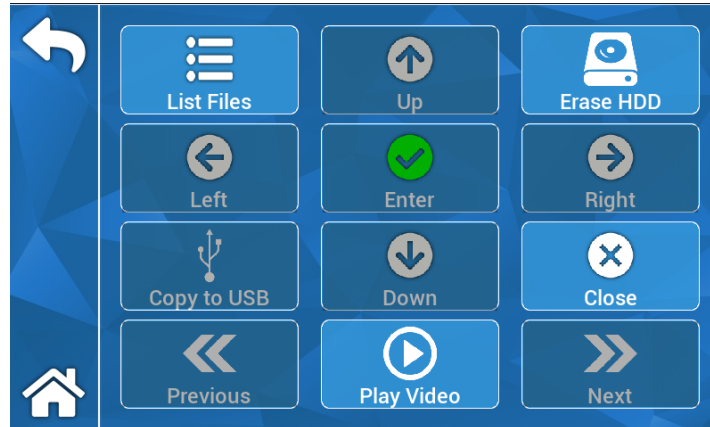 List Files
Up
Erase HDD
Left
Enter
Right
Copy to USB
Down
Close
Previous
Play Video
Next